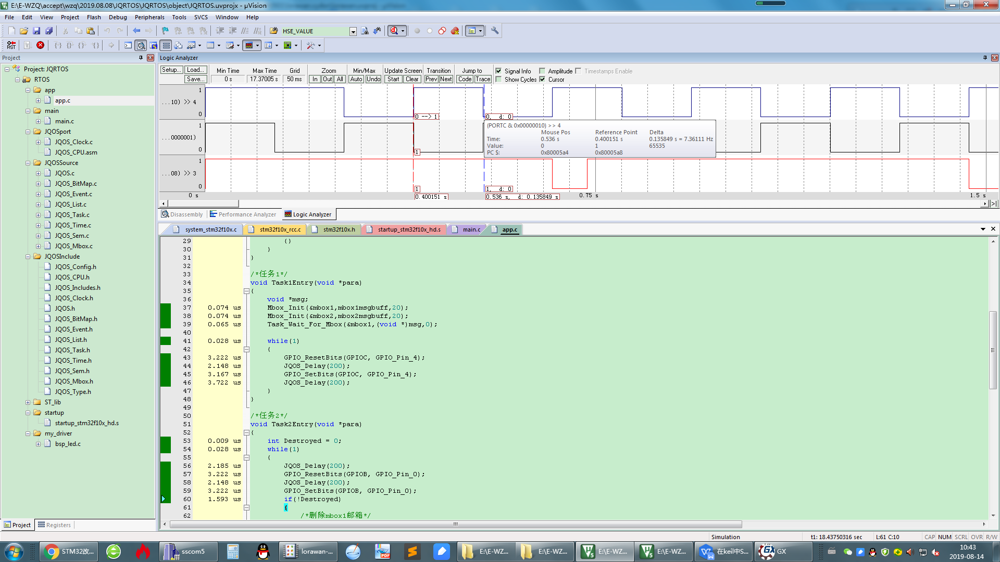 E:\E-WZQ\accept\wzq\2019.08.08\JQRTOS\JQRTOS\object\JQRTOS.uvprojx - µVision
File Edit View Project Flash Debug Peripherals Tools SVCS Window Help
HSE_VALUE
RST
Project
Project: JQRTOS
RTOS
app
app.c
main
main.c
JQOSport
JQOS_Clock.c
JQOS_CPU.asm
JQOSSource
JQOS.c
JQOS_BitMap.c
JQOS_Event.c
JQOS_List.c
JQOS_Task.c
JQOS_Time.c
JQOS_Sem.c
JQOS_Mbox.c
JQOSInclude
JQOS_Config.h
JQOS_CPU.h
JQOS_Includes.h
JQOS_Clock.h
JQOS.h
JQOS_BitMap.h
JQOS_Event.h
JQOS_List.h
JQOS_Task.h
JQOS_Time.h
JQOS_Sem.h
JQOS_Mbox.h
JQOS_Type.h
ST_lib
startup
startup_stm32f10x_hd.s
my_driver
bsp_led.c
Project Registers
Logic Analyzer
Setup... Load... Min Time Max Time Grid Zoom Min/Max Update Screen Transition Jump to Signal Info Amplitude Timestamps Enable
Save... 0 s 17.37005 s 50 ms In Out All Auto Undo Start Clear Prev Next Code Trace Show Cycles Cursor
1
...10) >> 4
0
0 --> 1
0, d: 0
1
...0000001)
0
1
(PORTC & 0x00000010) >> 4
Mouse Pos Reference Point Delta
Time: 0.536 s 0.400151 s 0.135849 s = 7.36111 Hz
Value: 0 1 65535
PC $: 0x80005a4 0x80005a8
1
...08) >> 3
0
1
1, d: 0
0 s 0.400151 s 0.536 s, d: 0.135849 s 0.75 s 1.5 s
Disassembly Performance Analyzer Logic Analyzer
system_stm32f10x.c stm32f10x_rcc.c stm32f10x.h startup_stm32f10x_hd.s main.c app.c
29 {}
30 }
31 }
32
33 /*任务1*/
34 void Task1Entry(void *para)
35 {
36 void *msg;
37 0.074 us Mbox_Init(&mbox1,mbox1msgbuff,20);
38 0.074 us Mbox_Init(&mbox2,mbox2msgbuff,20);
39 0.065 us Task_Wait_For_Mbox(&mbox1,(void *)msg,0);
40
41 0.028 us while(1)
42 {
43 3.222 us GPIO_ResetBits(GPIOC, GPIO_Pin_4);
44 2.148 us JQOS_Delay(200);
45 3.167 us GPIO_SetBits(GPIOC, GPIO_Pin_4);
46 3.722 us JQOS_Delay(200);
47 }
48 }
49
50 /*任务2*/
51 void Task2Entry(void *para)
52 {
53 0.009 us int Destroyed = 0;
54 0.028 us while(1)
55 {
56 2.185 us JQOS_Delay(200);
57 3.222 us GPIO_ResetBits(GPIOB, GPIO_Pin_0);
58 2.148 us JQOS_Delay(200);
59 3.222 us GPIO_SetBits(GPIOB, GPIO_Pin_0);
60 1.593 us if(!Destroyed)
61 {
62 /*删除mbox1邮箱*/
Simulation t1: 18.43750316 sec L:61 C:10 CAP NUM SCRL OVR R/W
STM32改... sscom5 lorawan-... E:\E-WZ... E:\E-WZ... E:\E-WZ... E:\E-WZ... 在keil中S... GX
10:43
2019-08-14